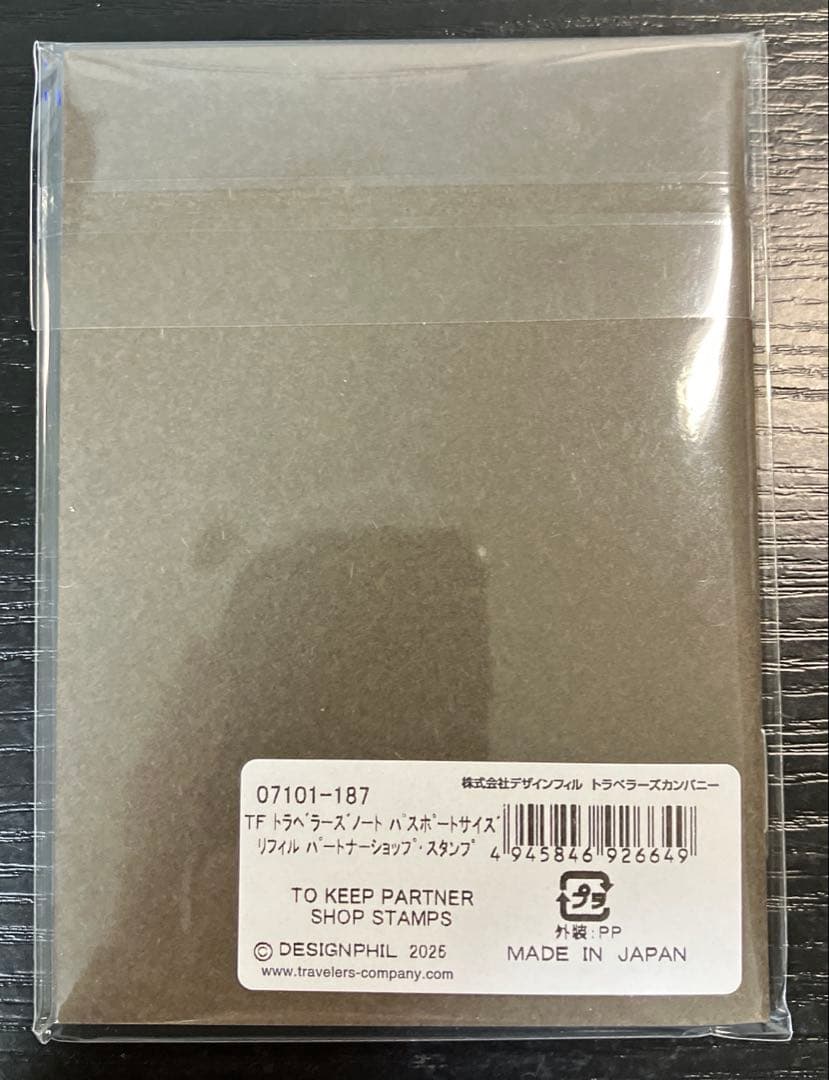 07101-187
株式会社デザインフィル トラベラーズカンパニー
TF トラベラーズノート パスポートサイズ
リフィル パートナーショップ・スタンプ
4 945846 926649
TO KEEP PARTNER
SHOP STAMPS
プラ
外装:PP
© DESIGNPHIL 2025
MADE IN JAPAN
www.travelers-company.com